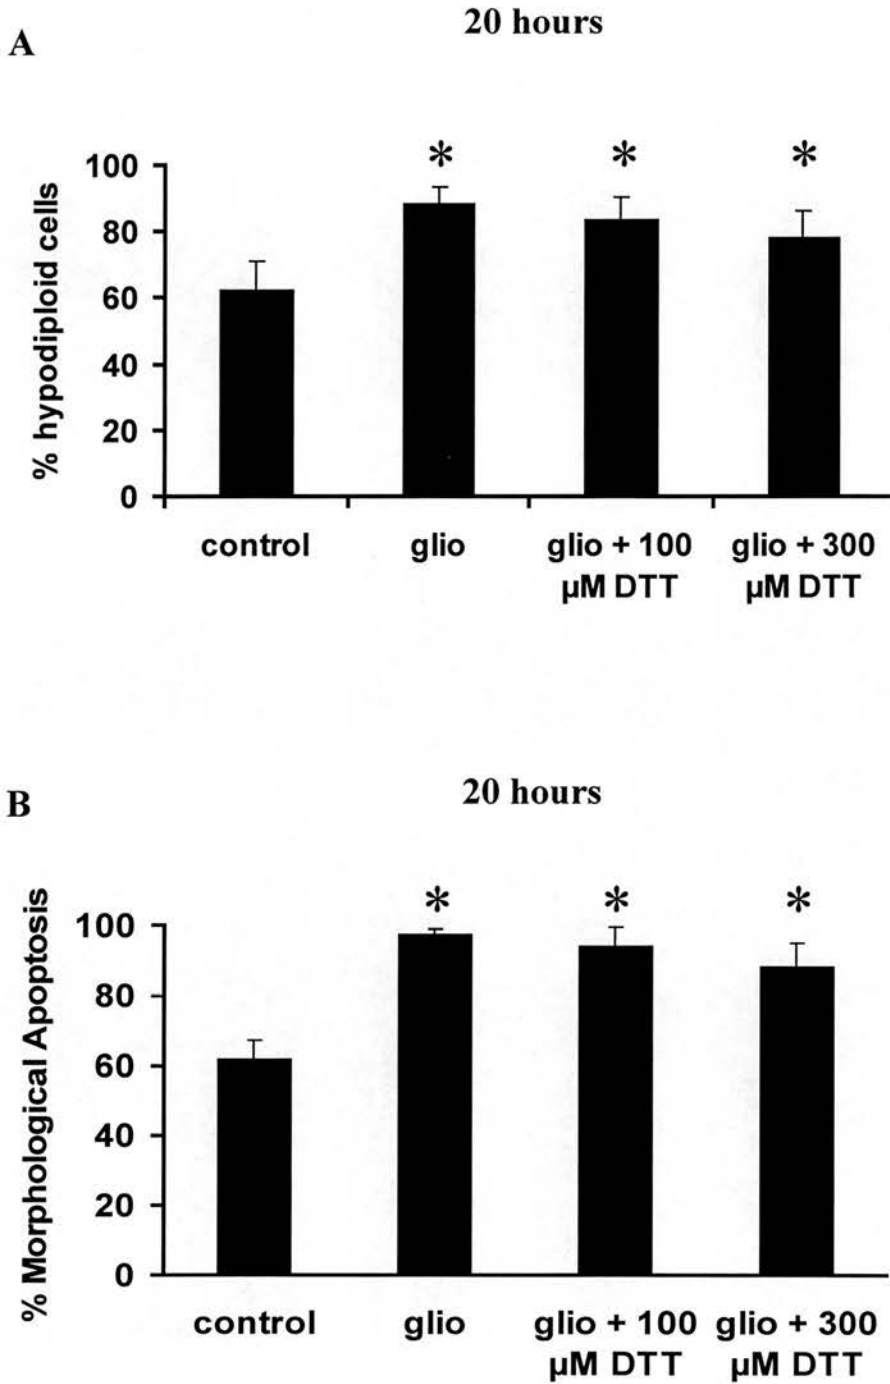 A
20 hours
% hypodiploid cells
100
80
60
40
20
0
* * *
control glio glio + 100 glio + 300
µM DTT µM DTT
B
20 hours
% Morphological Apoptosis
100
80
60
40
20
0
* * *
control glio glio + 100 glio + 300
µM DTT µM DTT